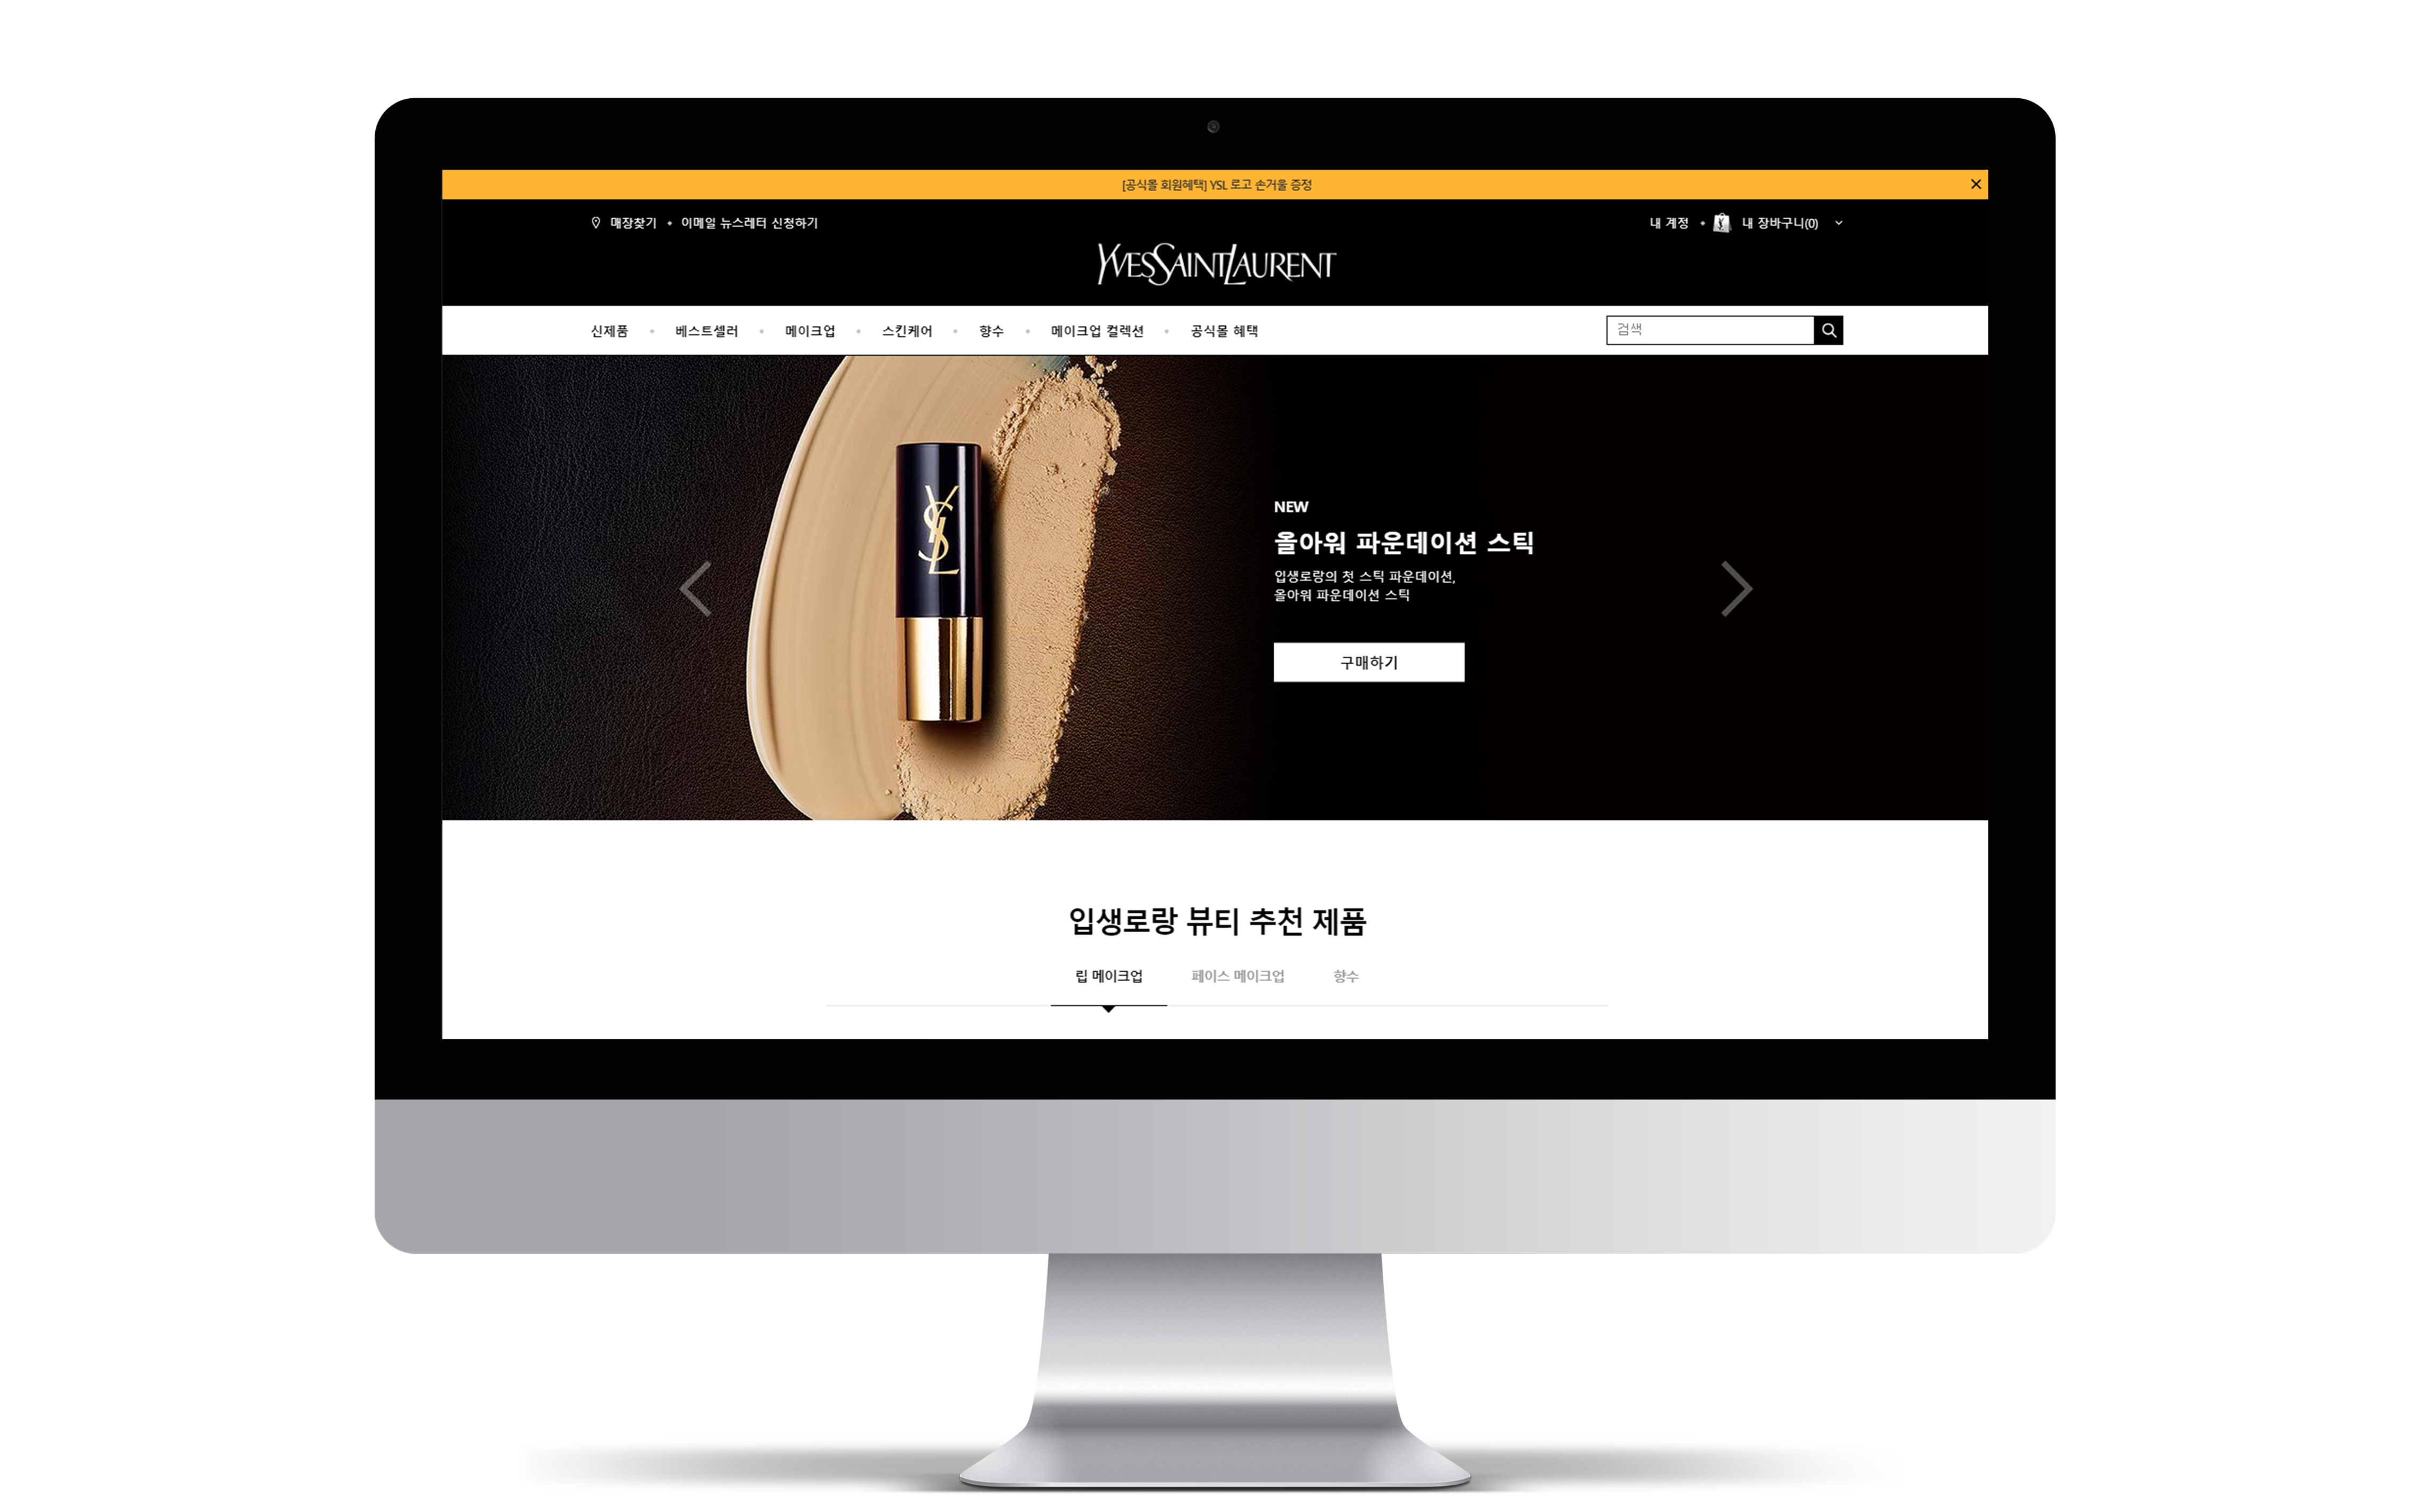 [공식몰 회원혜택] YSL 로고 손거울 증정
매장찾기 • 이메일 뉴스레터 신청하기
내 계정 • 내 장바구니(0)
YVESSAINTLAURENT
신제품 • 베스트셀러 • 메이크업 • 스킨케어 • 향수 • 메이크업 컬렉션 • 공식몰 혜택
검색
YSL
NEW
올아워 파운데이션 스틱
입생로랑의 첫 스틱 파운데이션,
올아워 파운데이션 스틱
구매하기
입생로랑 뷰티 추천 제품
립 메이크업 페이스 메이크업 향수